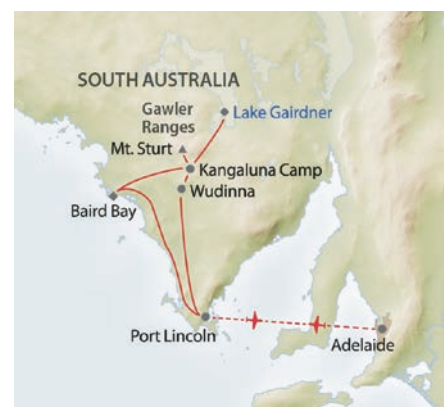 SOUTH AUSTRALIA
Gawler
Ranges
Lake Gairdner
Mt. Sturt
Kangaluna Camp
Wudinna
Baird Bay
Port Lincoln
Adelaide